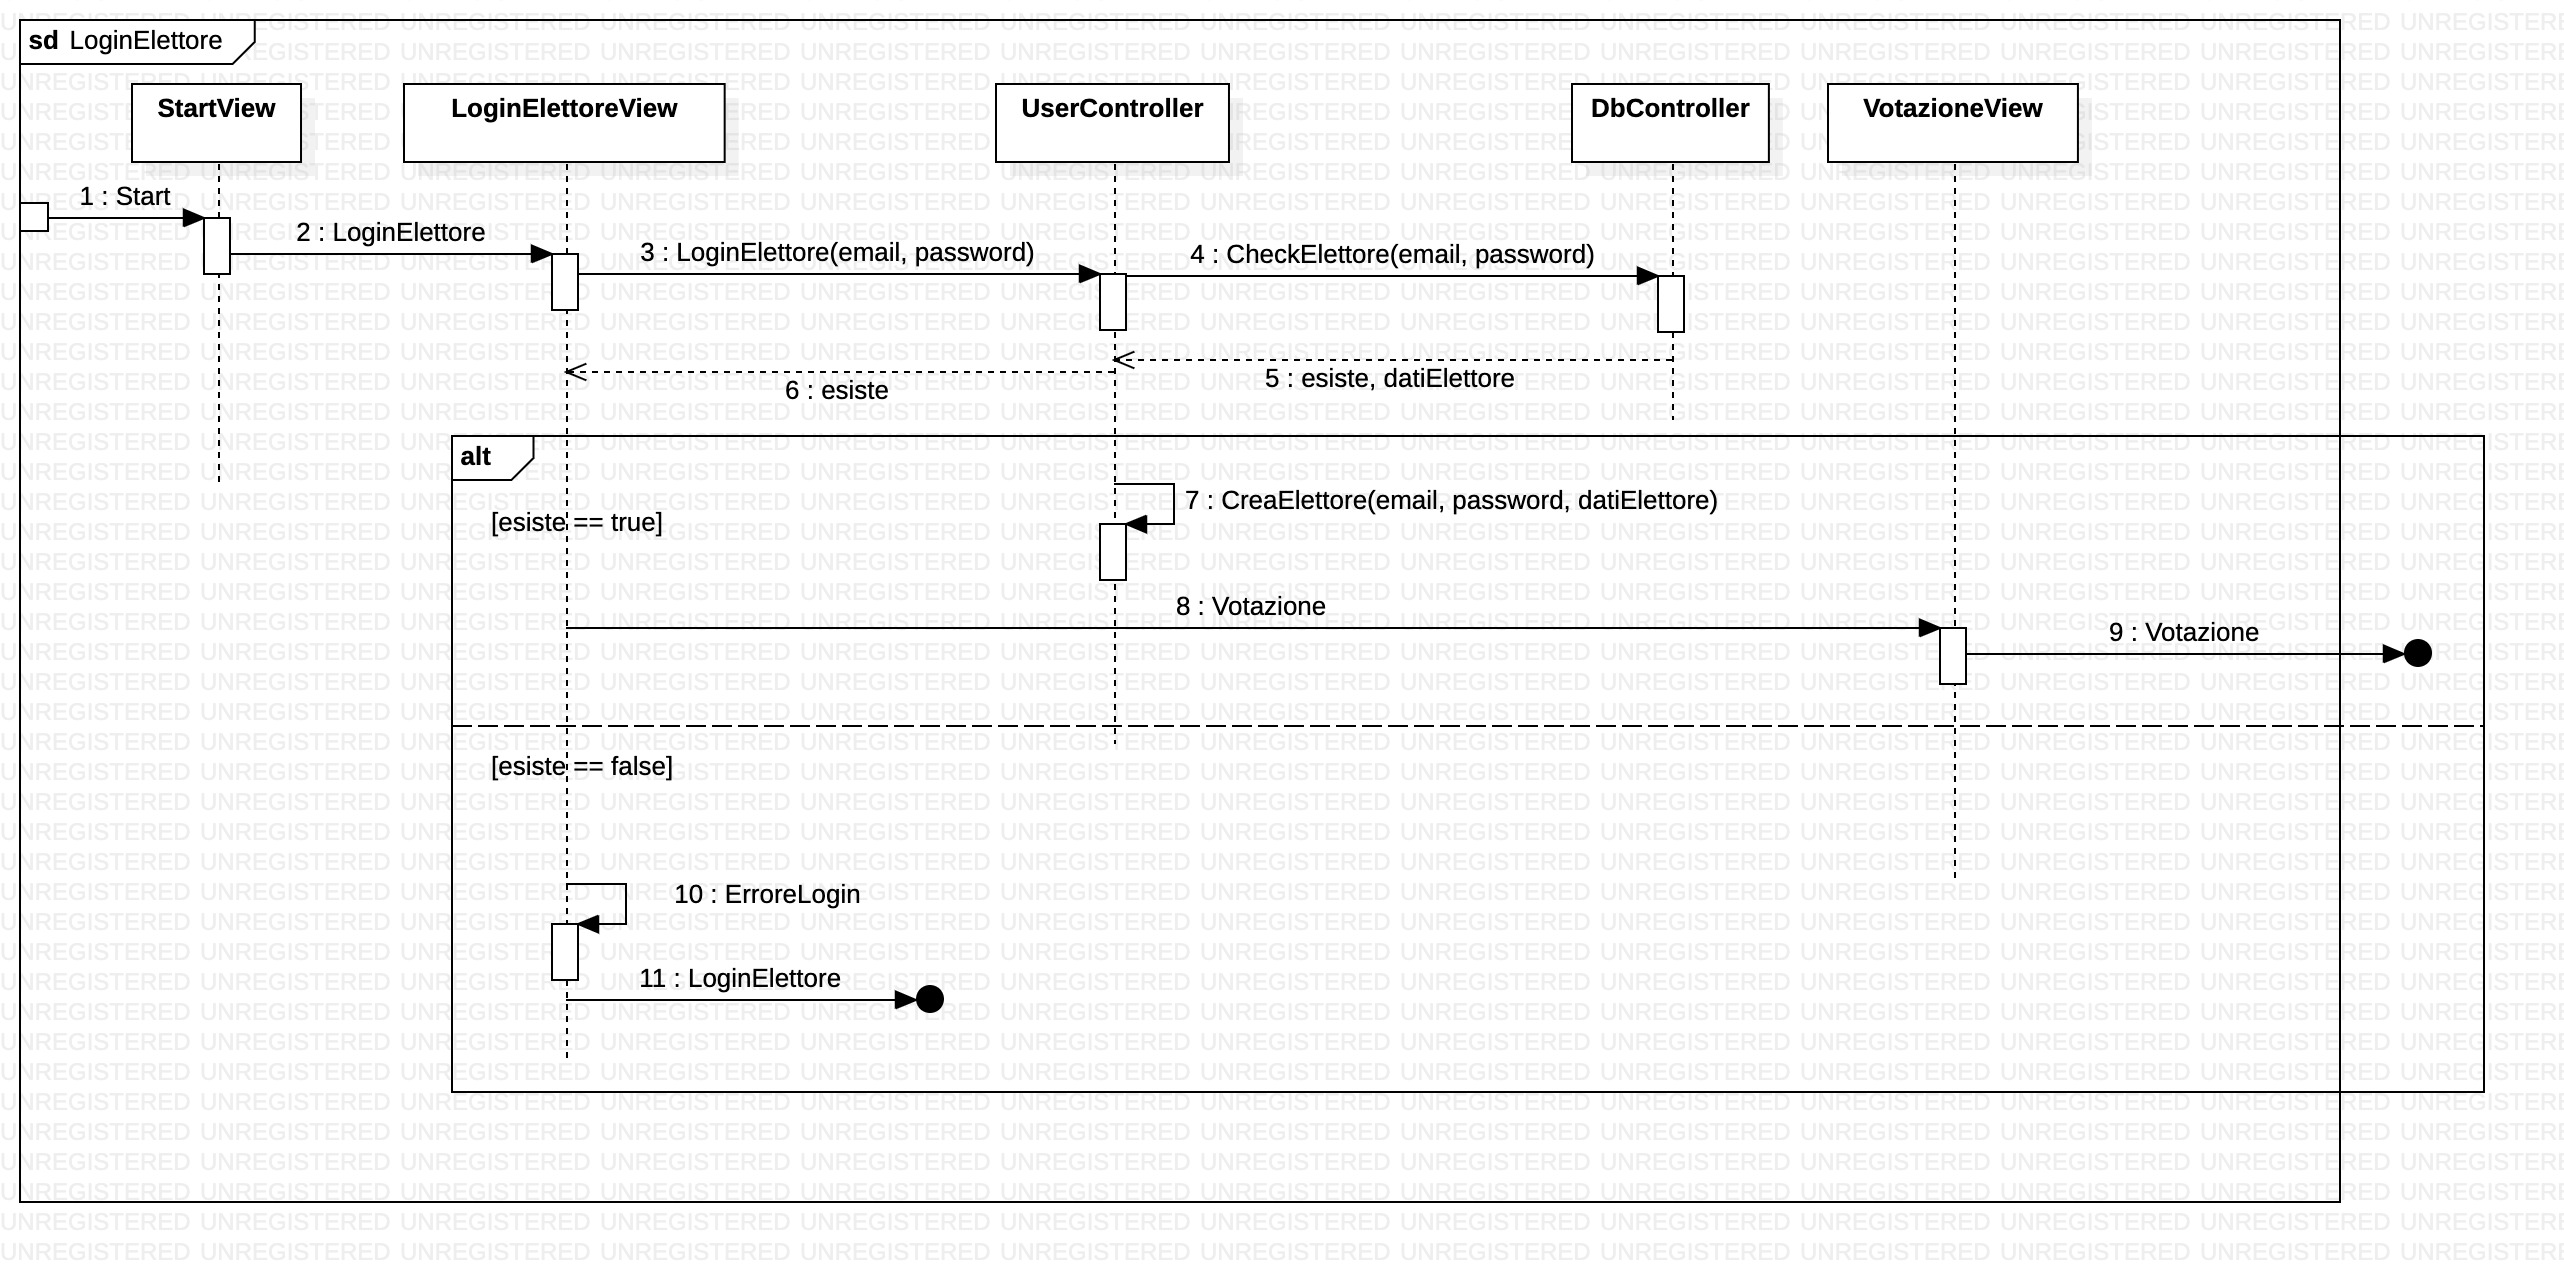 sd LoginElettore
StartView
LoginElettoreView
UserController
DbController
VotazioneView
1 : Start
2 : LoginElettore
3 : LoginElettore(email, password)
4 : CheckElettore(email, password)
5 : esiste, datiElettore
6 : esiste
alt
[esiste == true]
7 : CreaElettore(email, password, datiElettore)
8 : Votazione
9 : Votazione
[esiste == false]
10 : ErroreLogin
11 : LoginElettore
UNREGISTERED